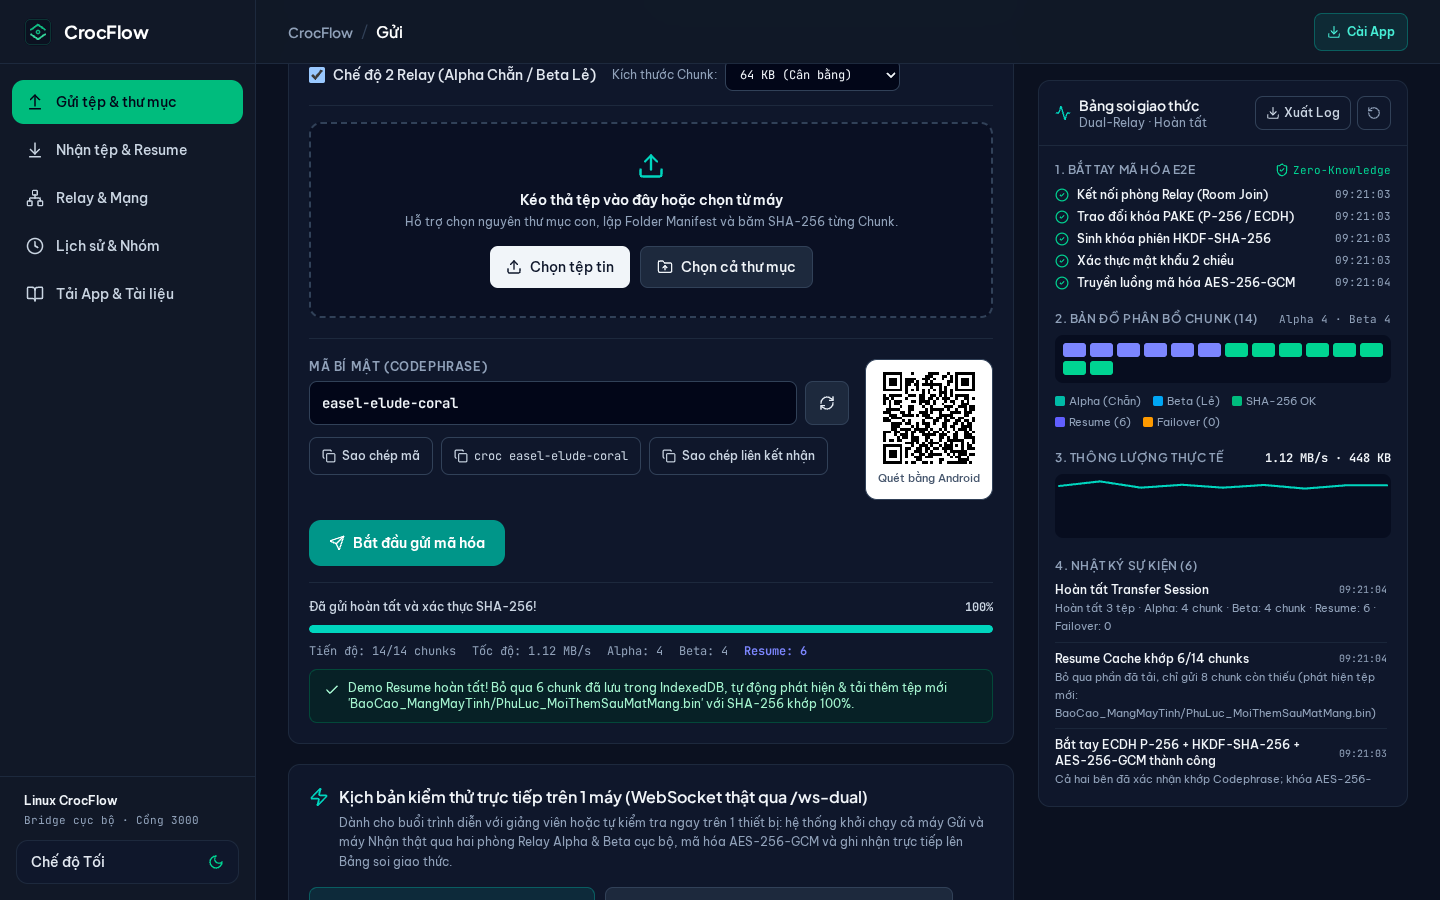 CrocFlow
CrocFlow / Gửi
Cài App
Gửi tệp & thư mục
Nhận tệp & Resume
Relay & Mạng
Lịch sử & Nhóm
Tải App & Tài liệu
Linux CrocFlow
Bridge cục bộ · Cổng 3000
Chế độ Tối
Chế độ 2 Relay (Alpha Chẵn / Beta Lẻ) Kích thước Chunk: 64 KB (Cân bằng)
Kéo thả tệp vào đây hoặc chọn từ máy
Hỗ trợ chọn nguyên thư mục con, lập Folder Manifest và băm SHA-256 từng Chunk.
Chọn tệp tin
Chọn cả thư mục
MÃ BÍ MẬT (CODEPHRASE)
easel-elude-coral
Sao chép mã
croc easel-elude-coral
Sao chép liên kết nhận
Quét bằng Android
Bắt đầu gửi mã hóa
Đã gửi hoàn tất và xác thực SHA-256! 100%
Tiến độ: 14/14 chunks Tốc độ: 1.12 MB/s Alpha: 4 Beta: 4 Resume: 6
Demo Resume hoàn tất! Bỏ qua 6 chunk đã lưu trong IndexedDB, tự động phát hiện & tải thêm tệp mới
'BaoCao_MangMayTinh/PhuLuc_MoiThemSauMatMang.bin' với SHA-256 khớp 100%.
Kịch bản kiểm thử trực tiếp trên 1 máy (WebSocket thật qua /ws-dual)
Dành cho buổi trình diễn với giảng viên hoặc tự kiểm tra ngay trên 1 thiết bị: hệ thống khởi chạy cả máy Gửi và
máy Nhận thật qua hai phòng Relay Alpha & Beta cục bộ, mã hóa AES-256-GCM và ghi nhận trực tiếp lên
Bảng soi giao thức.
Bảng soi giao thức
Dual-Relay · Hoàn tất
Xuất Log
1. BẮT TAY MÃ HÓA E2E Zero-Knowledge
Kết nối phòng Relay (Room Join) 09:21:03
Trao đổi khóa PAKE (P-256 / ECDH) 09:21:03
Sinh khóa phiên HKDF-SHA-256 09:21:03
Xác thực mật khẩu 2 chiều 09:21:03
Truyền luồng mã hóa AES-256-GCM 09:21:04
2. BẢN ĐỒ PHÂN BỔ CHUNK (14) Alpha 4 · Beta 4
Alpha (Chẵn) Beta (Lẻ) SHA-256 OK
Resume (6) Failover (0)
3. THÔNG LƯỢNG THỰC TẾ 1.12 MB/s · 448 KB
4. NHẬT KÝ SỰ KIỆN (6)
Hoàn tất Transfer Session 09:21:04
Hoàn tất 3 tệp · Alpha: 4 chunk · Beta: 4 chunk · Resume: 6 ·
Failover: 0
Resume Cache khớp 6/14 chunks 09:21:04
Bỏ qua phần đã tải, chỉ gửi 8 chunk còn thiếu (phát hiện tệp
mới:
BaoCao_MangMayTinh/PhuLuc_MoiThemSauMatMang.bin)
Bắt tay ECDH P-256 + HKDF-SHA-256 +
AES-256-GCM thành công 09:21:03
Cả hai bên đã xác nhận khớp Codephrase; khóa AES-256-